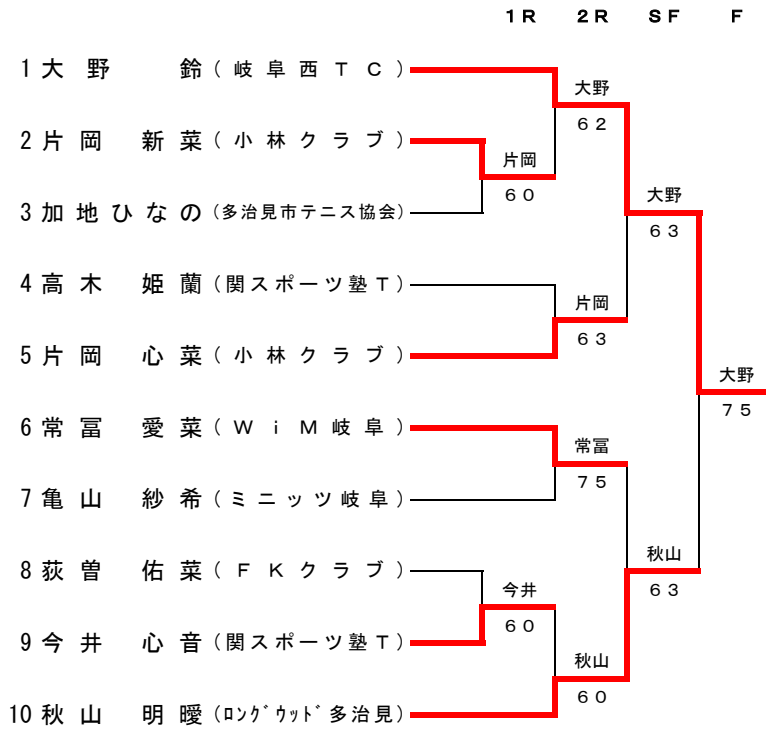 １Ｒ ２Ｒ ＳＦ Ｆ
1 大野 鈴 (岐阜西ＴＣ)
大野
６２
2 片岡 新菜 (小林クラブ)
片岡
６０
3 加地ひなの (多治見市テニス協会)
大野
６３
4 高木 姫蘭 (関スポーツ塾Ｔ)
片岡
６３
5 片岡 心菜 (小林クラブ)
大野
７５
6 常冨 愛菜 (ＷｉＭ岐阜)
常冨
７５
7 亀山 紗希 (ミニッツ岐阜)
秋山
６３
8 荻曽 佑菜 (ＦＫクラブ)
今井
６０
9 今井 心音 (関スポーツ塾Ｔ)
秋山
６０
10 秋山 明曖 (ﾛﾝｸﾞｳｯﾄﾞ多治見)